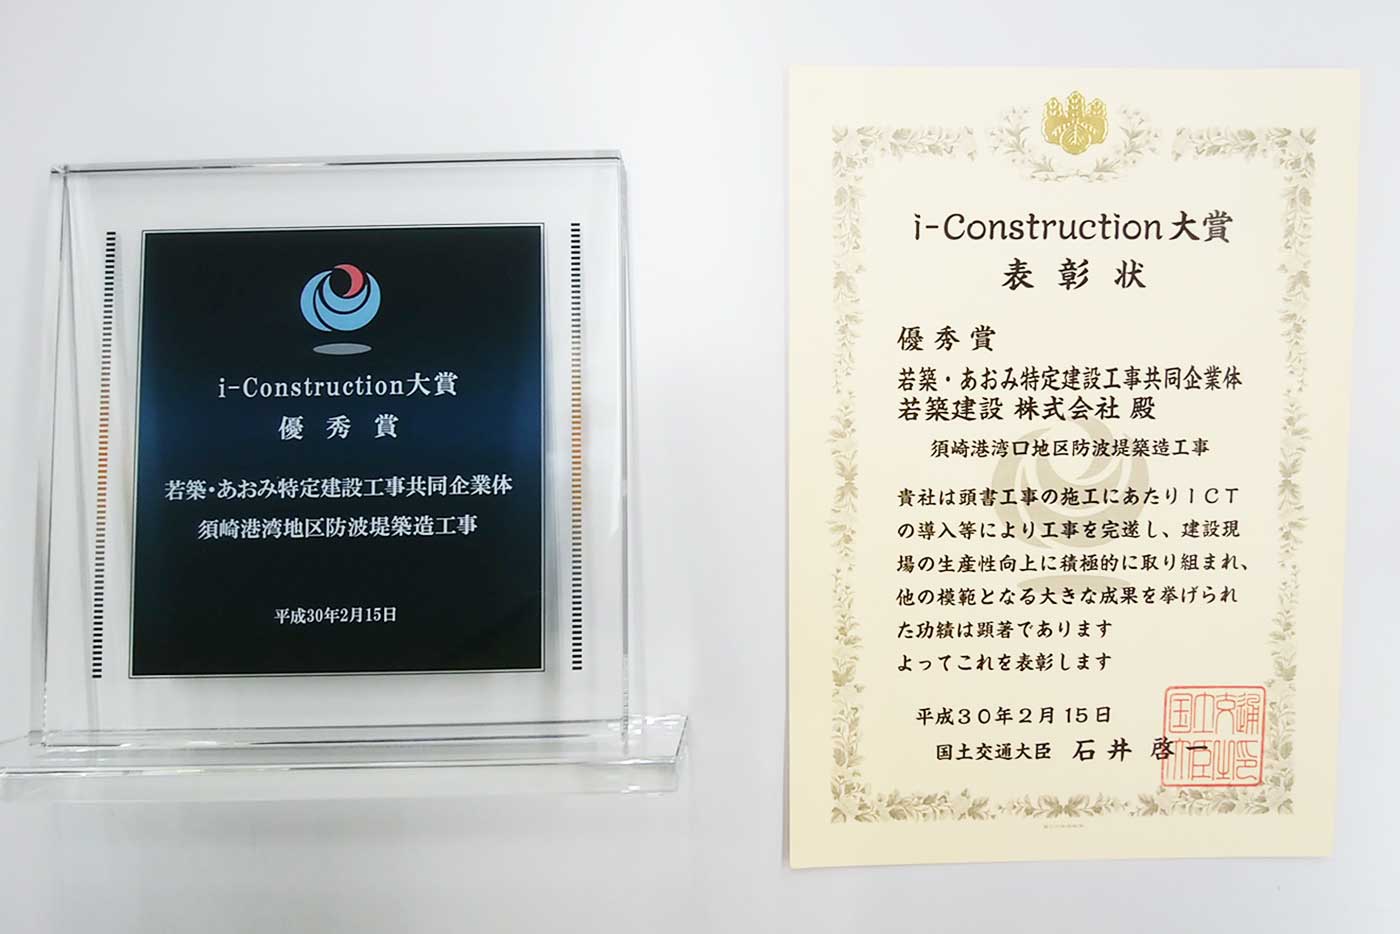 i-Construction大賞
優秀賞
若築・あおみ特定建設工事共同企業体
須崎港湾地区防波堤築造工事
平成30年2月15日
i-Construction大賞
表彰状
優秀賞
若築・あおみ特定建設工事共同企業体
若築建設 株式会社 殿
須崎港湾口地区防波堤築造工事
貴社は頭書工事の施工にあたりICT
の導入等により工事を完遂し、建設現
場の生産性向上に積極的に取り組まれ、
他の模範となる大きな成果を挙げられ
た功績は顕著であります
よってこれを表彰します
平成30年2月15日
国土交通大臣 石井啓一
国土交通
大臣之印